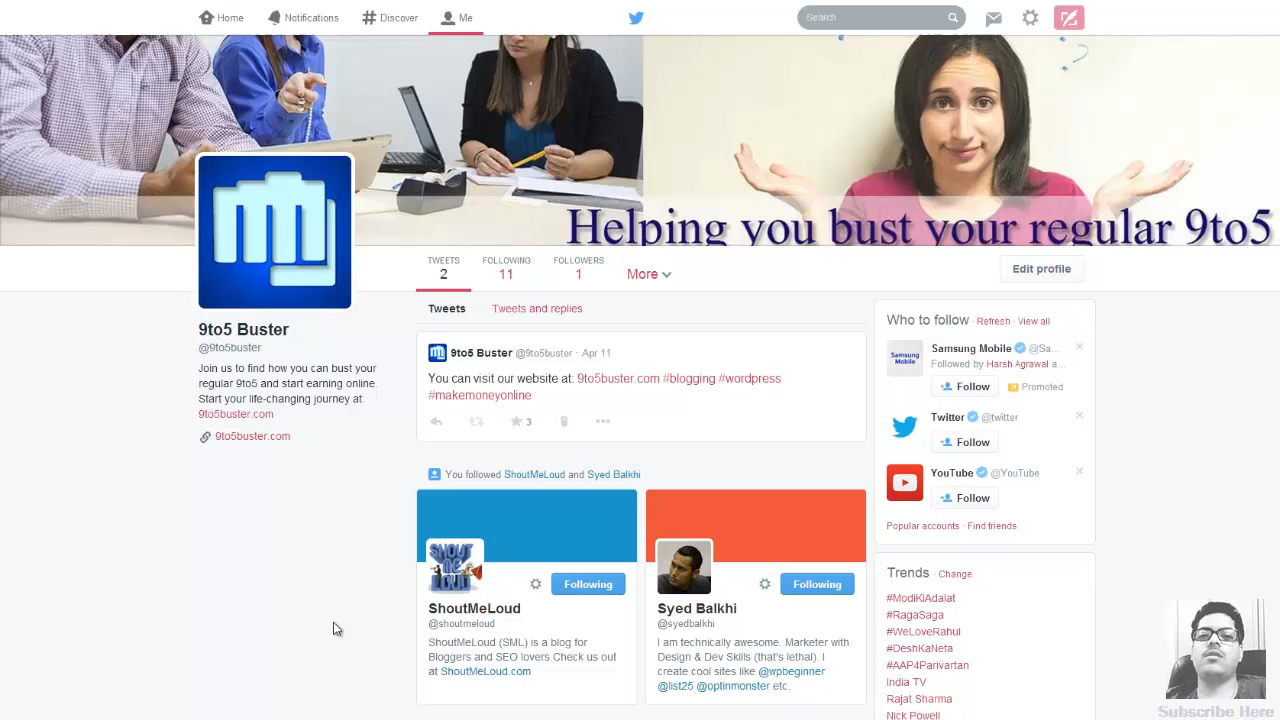 Home Notifications Discover Me Search
Helping you bust your regular 9to5
TWEETS FOLLOWING FOLLOWERS
2 11 1 More Edit profile
Tweets Tweets and replies
9to5 Buster
@9to5buster
Join us to find how you can bust your
regular 9to5 and start earning online.
Start your life-changing journey at:
9to5buster.com
9to5buster.com
9to5 Buster @9to5buster · Apr 11
You can visit our website at: 9to5buster.com #blogging #wordpress
#makemoneyonline
3
You followed ShoutMeLoud and Syed Balkhi
SHOUT
ME
LOUD
Following
ShoutMeLoud
@shoutmeloud
ShoutMeLoud (SML) is a blog for
Bloggers and SEO lovers Check us out
at ShoutMeLoud.com
Following
Syed Balkhi
@syedbalkhi
I am technically awesome. Marketer with
Design & Dev Skills (that's lethal). I
create cool sites like @wpbeginner
@list25 @optinmonster etc.
Who to follow · Refresh · View all
SAMSUNG
Mobile
Samsung Mobile @Sa...
Followed by Harsh Agrawal a...
Follow Promoted
Twitter @twitter
Follow
YouTube @YouTube
Follow
Popular accounts · Find friends
Trends · Change
#ModiKiAdalat
#RagaSaga
#WeLoveRahul
#DeshKaNeta
#AAP4Parivartan
India TV
Rajat Sharma
Nick Powell
Subscribe Here